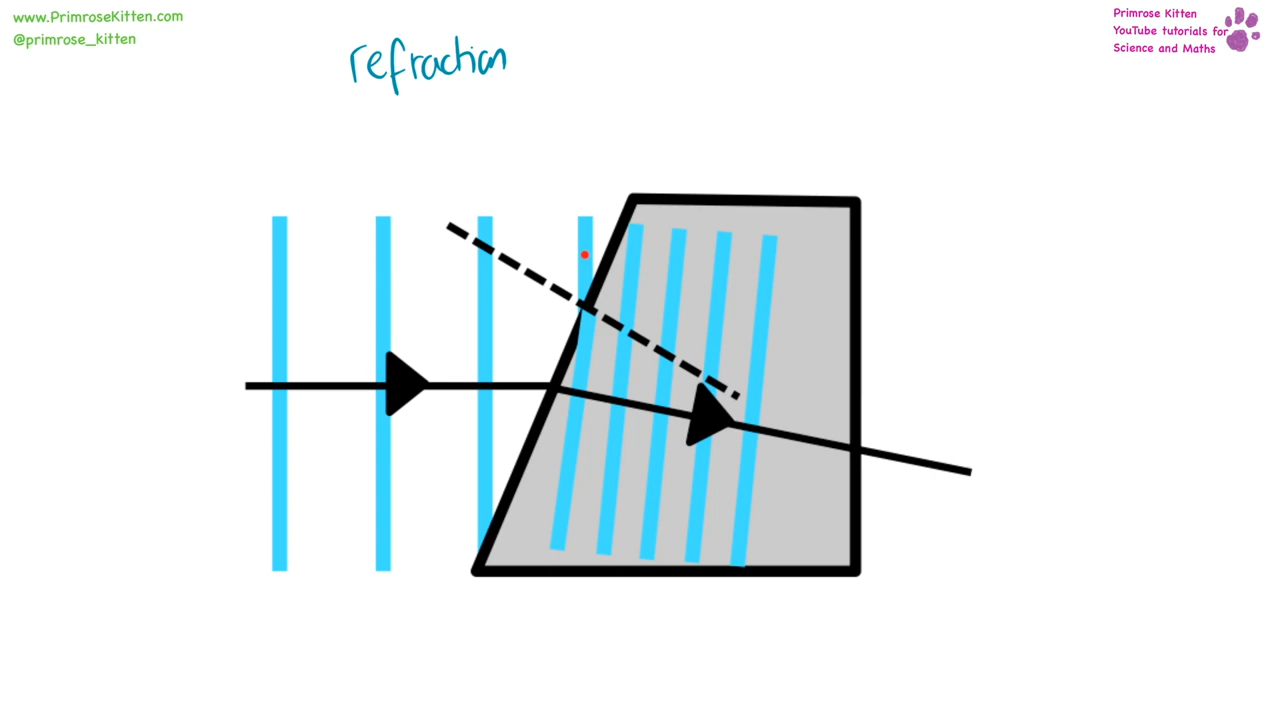 www.PrimroseKitten.com
@primrose_kitten
Primrose Kitten
YouTube tutorials for
Science and Maths
refraction